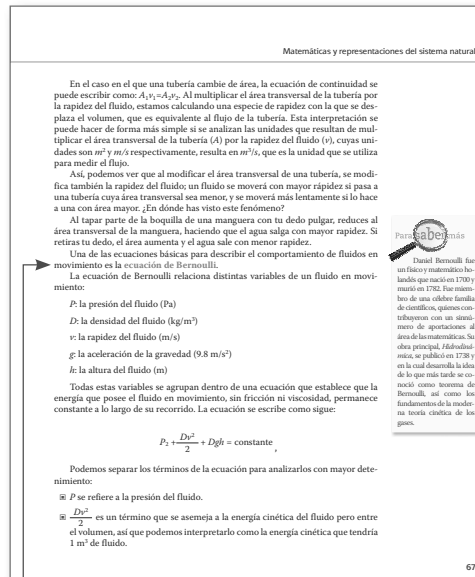 Matemáticas y representaciones del sistema natural
En el caso en el que una tubería cambie de área, la ecuación de continuidad se
puede escribir como: A₁v₁=A₂v₂. Al multiplicar el área transversal de la tubería por
la rapidez del fluido, estamos calculando una especie de rapidez con la que se des-
plaza el volumen, que es equivalente al flujo de la tubería. Esta interpretación se
puede hacer de forma más simple si se analizan las unidades que resultan de mul-
tiplicar el área transversal de la tubería (A) por la rapidez del fluido (v), cuyas uni-
dades son m² y m/s respectivamente, resulta en m³/s, que es la unidad que se utiliza
para medir el flujo.
Así, podemos ver que al modificar el área transversal de una tubería, se modi-
fica también la rapidez del fluido; un fluido se moverá con mayor rápidez si pasa a
una tubería cuya área transversal sea menor, y se moverá más lentamente si lo hace
a una con área mayor. ¿En dónde has visto este fenómeno?
Al tapar parte de la boquilla de una manguera con tu dedo pulgar, reduces al
área transversal de la manguera, haciendo que el agua salga con mayor rapidez. Si
retiras tu dedo, el área aumenta y el agua sale con menor rapidez.
Una de las ecuaciones básicas para describir el comportamiento de fluidos en
movimiento es la ecuación de Bernoulli.
La ecuación de Bernoulli relaciona distintas variables de un fluido en movi-
miento:
P: la presión del fluido (Pa)
D: la densidad del fluido (kg/m³)
v: la rapidez del fluido (m/s)
g: la aceleración de la gravedad (9.8 m/s²)
h: la altura del fluido (m)
Todas estas variables se agrupan dentro de una ecuación que establece que la
energía que posee el fluido en movimiento, sin fricción ni viscosidad, permanece
constante a lo largo de su recorrido. La ecuación se escribe como sigue:
P₂ + Dv²/2 + Dgh = constante,
Podemos separar los términos de la ecuación para analizarlos con mayor dete-
nimiento:
P se refiere a la presión del fluido.
Dv²/2 es un término que se asemeja a la energía cinética del fluido pero entre
el volumen, así que podemos interpretarlo como la energía cinética que tendría
1 m³ de fluido.
Para saber más
Daniel Bernoulli fue
un físico y matemático ho-
landés que nació en 1700 y
murió en 1782. Fue miem-
bro de una célebre familia
de científicos, quienes con-
tribuyeron con un sinnú-
mero de aportaciones al
área de las matemáticas. Su
obra principal, Hidrodiná-
mica, se publicó en 1738 y
en la cual desarrolla la idea
de lo que más tarde se co-
noció como teorema de
Bernoulli, así como los
fundamentos de la moder-
na teoría cinética de los
gases.
67